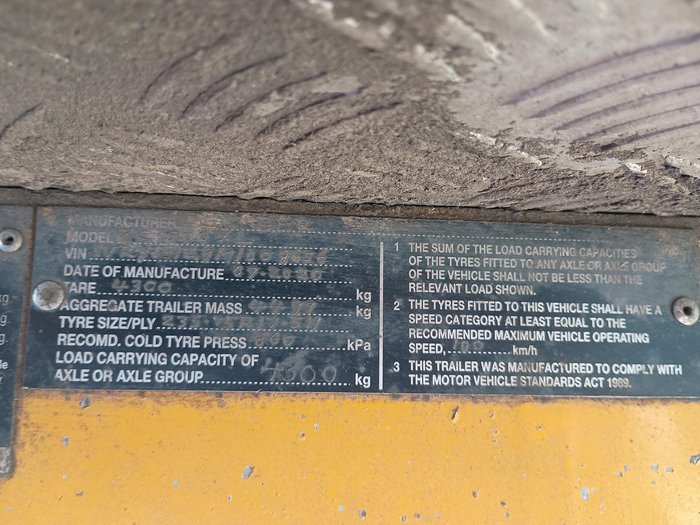 MANUFACTURER
MODEL
VIN
DATE OF MANUFACTURE 07-2020
TARE 4300 kg
AGGREGATE TRAILER MASS kg
TYRE SIZE/PLY
RECOMD. COLD TYRE PRESS. 800 kPa
LOAD CARRYING CAPACITY OF
AXLE OR AXLE GROUP 4300 kg
1 THE SUM OF THE LOAD CARRYING CAPACITIES
OF THE TYRES FITTED TO ANY AXLE OR AXLE GROUP
OF THE VEHICLE SHALL NOT BE LESS THAN THE
RELEVANT LOAD SHOWN.
2 THE TYRES FITTED TO THIS VEHICLE SHALL HAVE A
SPEED CATEGORY AT LEAST EQUAL TO THE
RECOMMENDED MAXIMUM VEHICLE OPERATING
SPEED, 100 km/h
3 THIS TRAILER WAS MANUFACTURED TO COMPLY WITH
THE MOTOR VEHICLE STANDARDS ACT 1989.